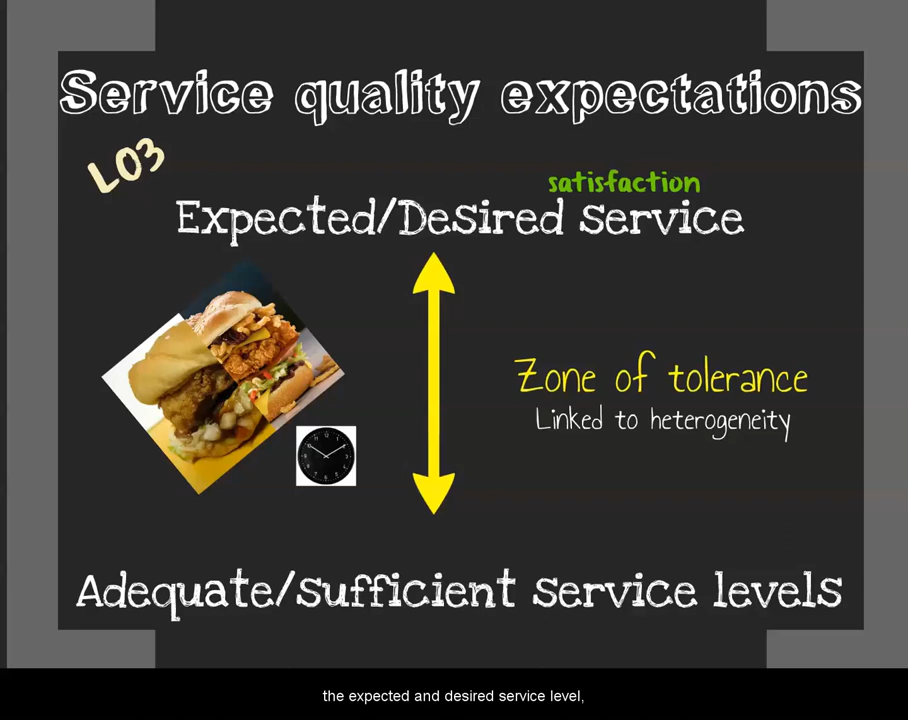 Service quality expectations
LO3
satisfaction
Expected/Desired service
Zone of tolerance
Linked to heterogeneity
Adequate/sufficient service levels
the expected and desired service level,